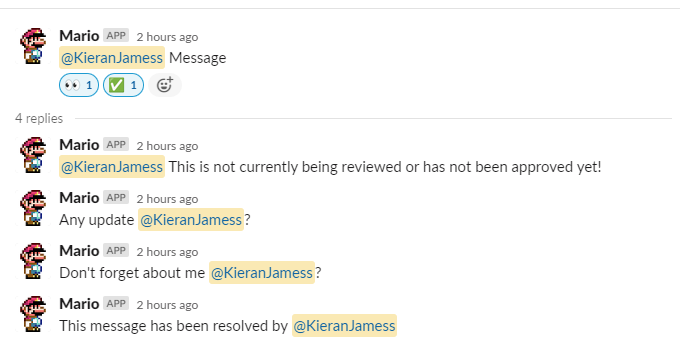 Mario APP 2 hours ago
@KieranJamess Message
1 1
4 replies
Mario APP 2 hours ago
@KieranJamess This is not currently being reviewed or has not been approved yet!
Mario APP 2 hours ago
Any update @KieranJamess?
Mario APP 2 hours ago
Don't forget about me @KieranJamess?
Mario APP 2 hours ago
This message has been resolved by @KieranJamess